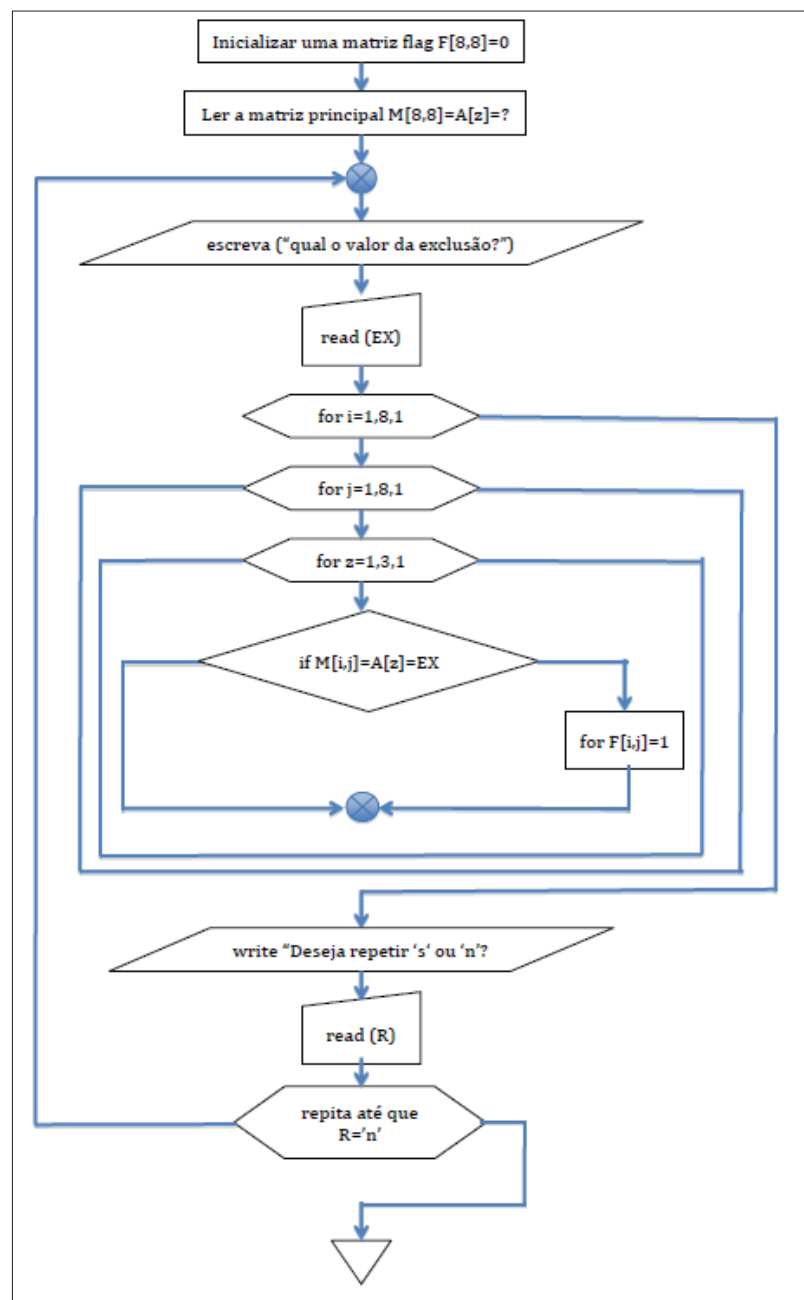 Inicializar uma matriz flag F[8,8]=0
Ler a matriz principal M[8,8]=A[z]=?
escreva (“qual o valor da exclusão?”)
read (EX)
for i=1,8,1
for j=1,8,1
for z=1,3,1
if M[i,j]=A[z]=EX
for F[i,j]=1
write “Deseja repetir ‘s‘ ou ‘n’?
read (R)
repita até que
R=’n’